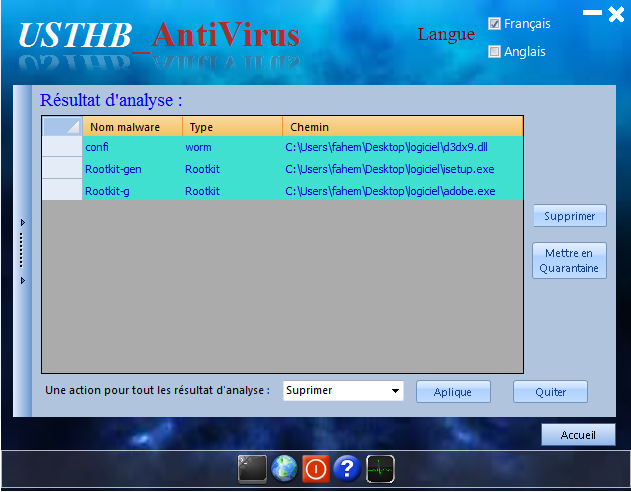 USTHB_AntiVirus
Langue
Français
Anglais
Résultat d'analyse :
Nom malware Type Chemin
confi worm C:\Users\fahem\Desktop\logiciel\d3dx9.dll
Rootkit-gen Rootkit C:\Users\fahem\Desktop\logiciel\isetup.exe
Rootkit-g Rootkit C:\Users\fahem\Desktop\logiciel\adobe.exe
Supprimer
Mettre en
Quarantaine
Une action pour tout les résultat d'analyse : Suprimer Aplique Quiter
Accueil